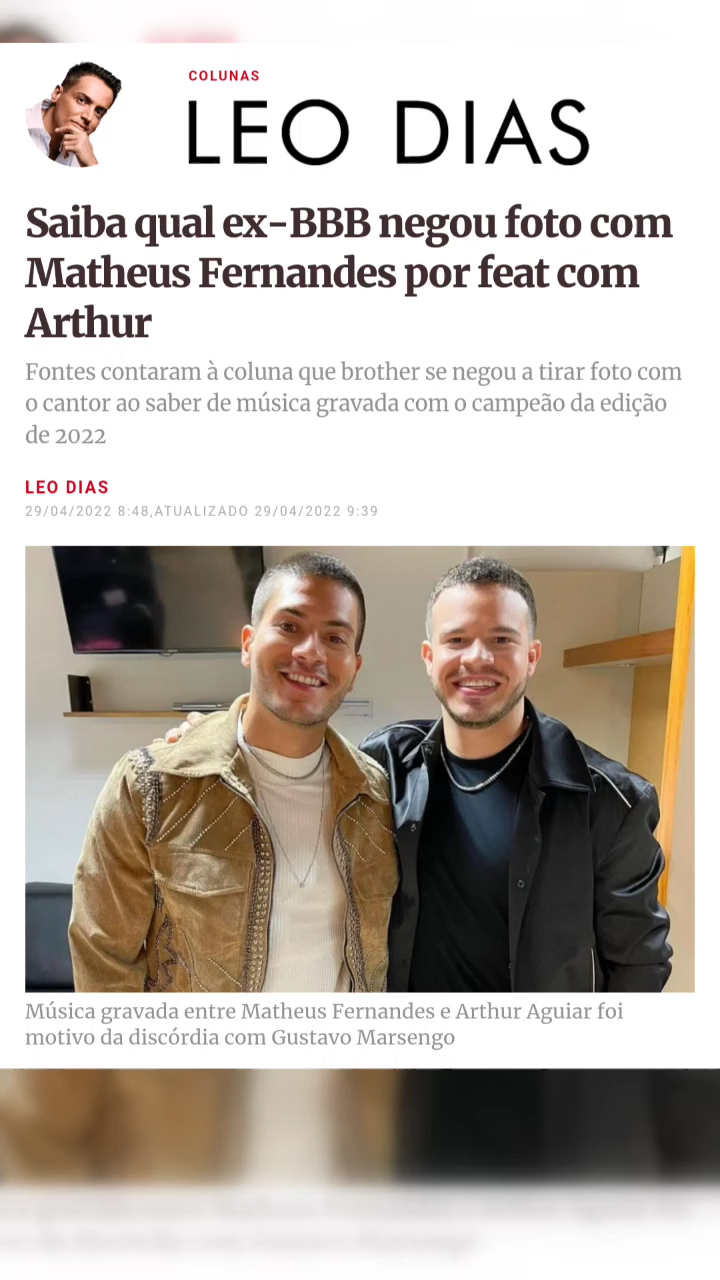 COLUNAS
LEO DIAS
Saiba qual ex-BBB negou foto com
Matheus Fernandes por feat com
Arthur
Fontes contaram à coluna que brother se negou a tirar foto com
o cantor ao saber de música gravada com o campeão da edição
de 2022
LEO DIAS
29/04/2022 8:48,ATUALIZADO 29/04/2022 9:39
Música gravada entre Matheus Fernandes e Arthur Aguiar foi
motivo da discórdia com Gustavo Marsengo